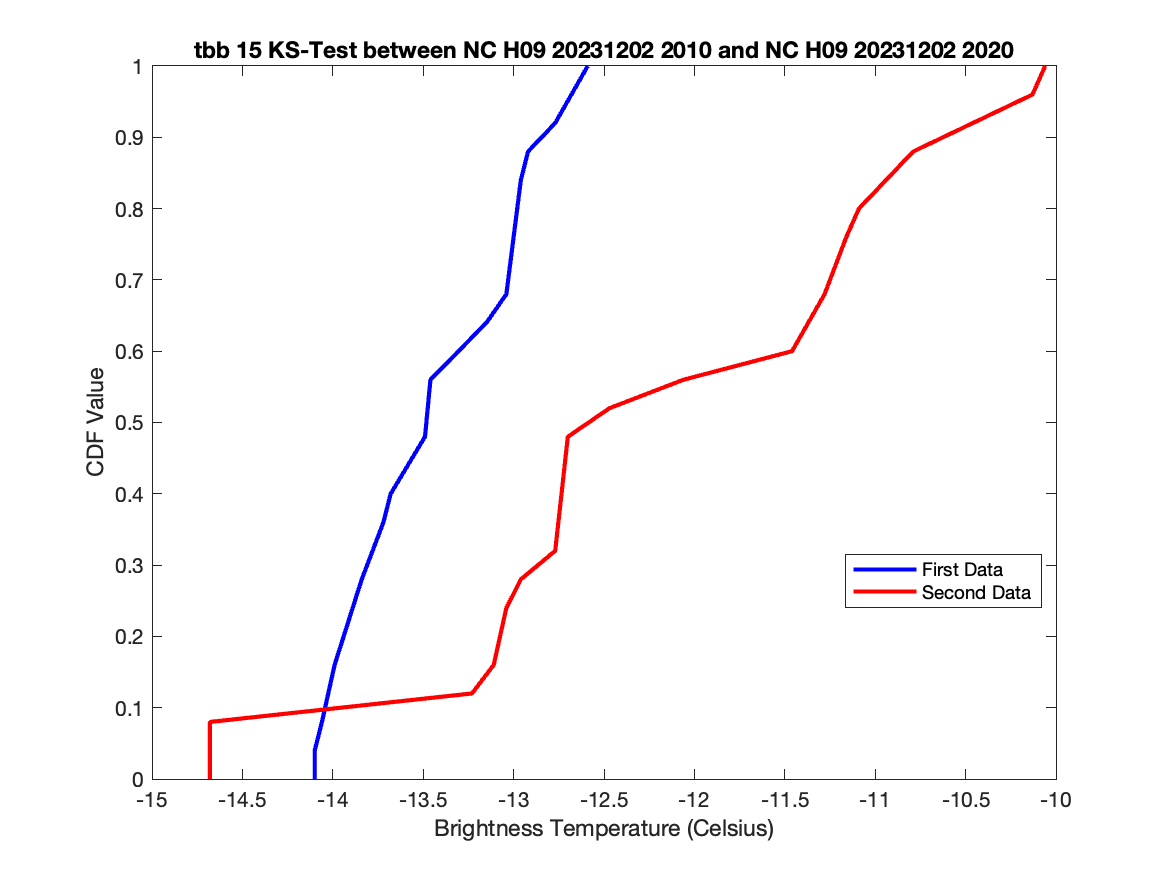 tbb 15 KS-Test between NC H09 20231202 2010 and NC H09 20231202 2020
1
0.9
0.8
0.7
0.6
0.5
0.4
0.3
0.2
0.1
0
CDF Value
First Data
Second Data
-15 -14.5 -14 -13.5 -13 -12.5 -12 -11.5 -11 -10.5 -10
Brightness Temperature (Celsius)